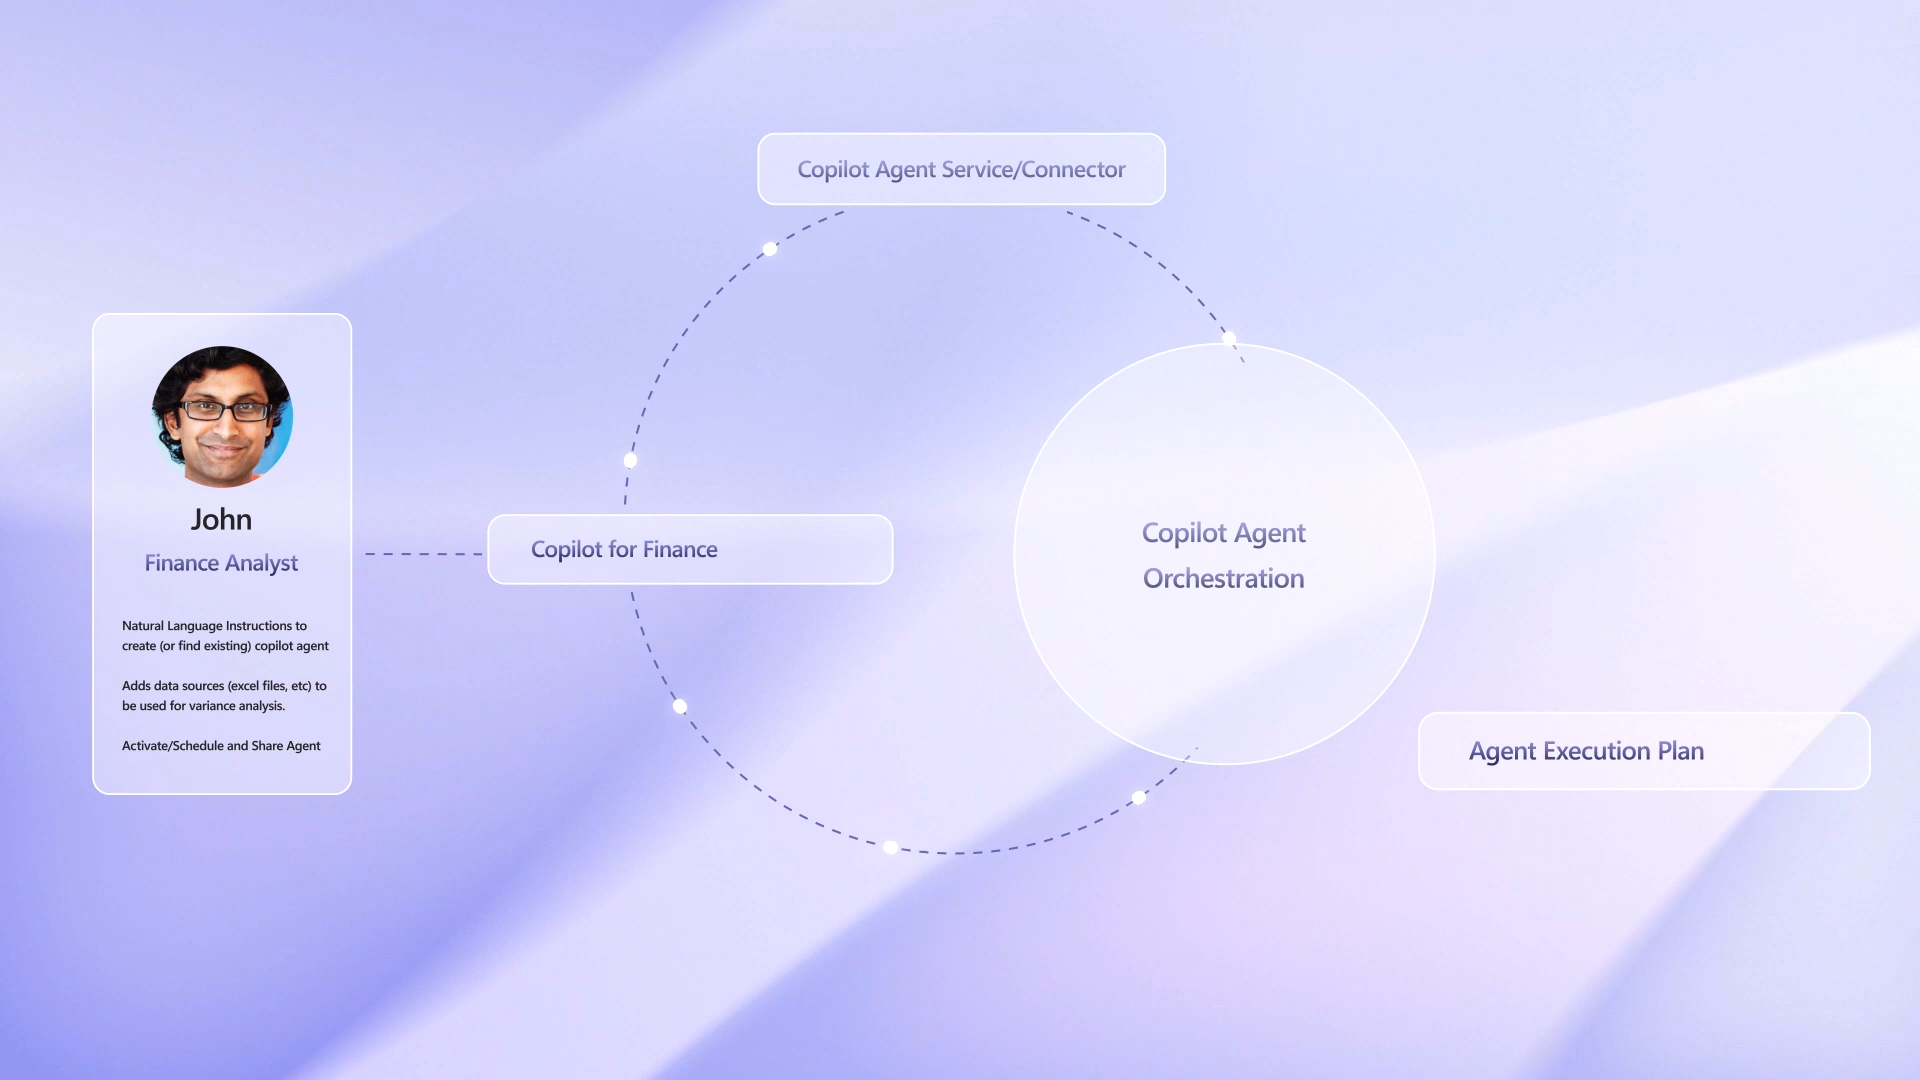 Copilot Agent Service/Connector
John
Finance Analyst
Natural Language Instructions to
create (or find existing) copilot agent
Adds data sources (excel files, etc) to
be used for variance analysis.
Activate/Schedule and Share Agent
Copilot for Finance
Copilot Agent
Orchestration
Agent Execution Plan